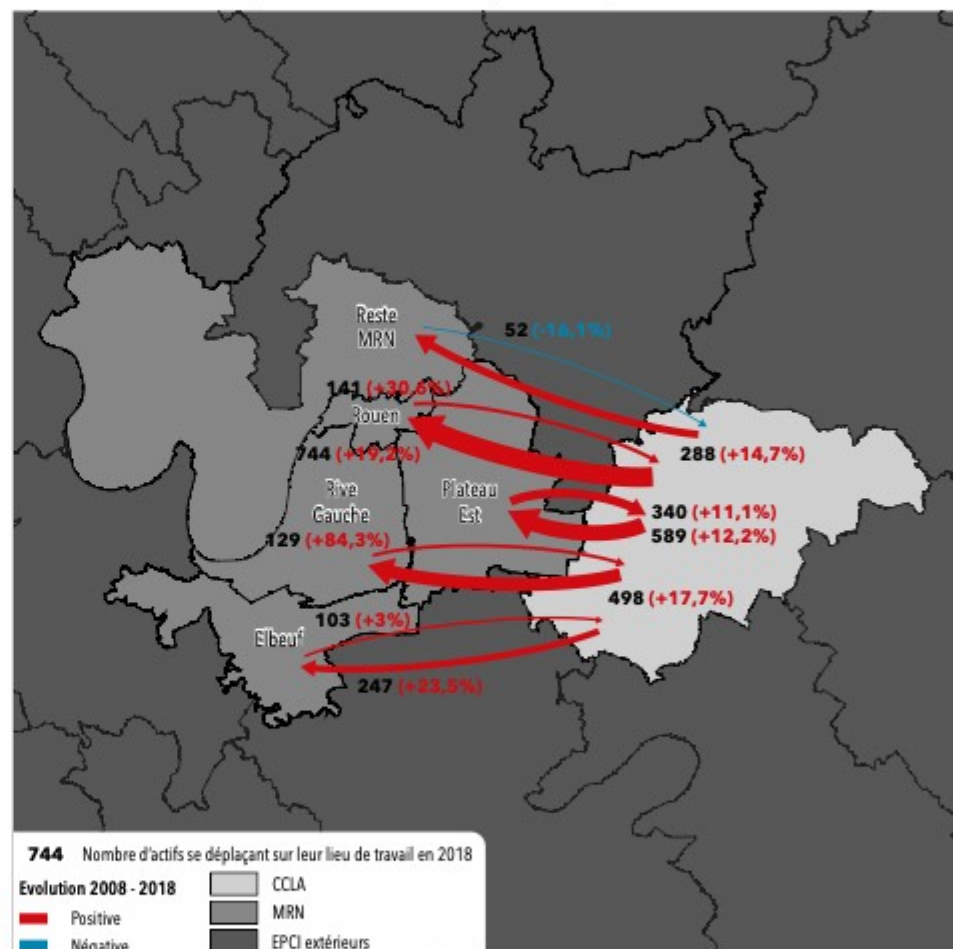 Reste
MRN
52 (-16,1%)
141 (+30,6%)
Rouen
744 (+19,2%)
288 (+14,7%)
Rive
Gauche
Plateau
Est
340 (+11,1%)
129 (+84,3%)
589 (+12,2%)
498 (+17,7%)
103 (+3%)
Elbeuf
247 (+23,5%)
744 Nombre d'actifs se déplaçant sur leur lieu de travail en 2018
Evolution 2008 - 2018
CCLA
Positive
MRN
Négative
EPCI extérieurs